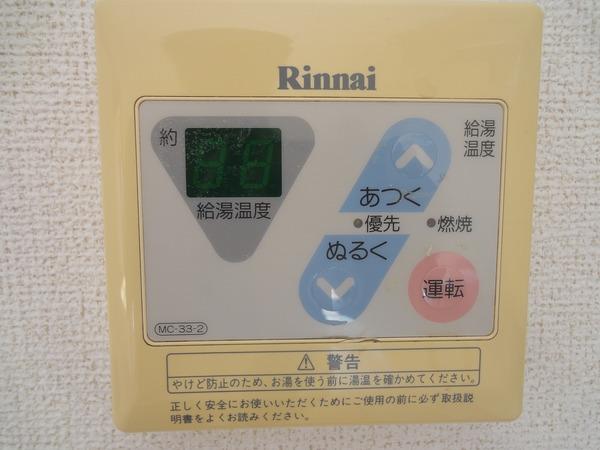 Rinnai
約
給湯温度
給湯
温度
あつく
優先
燃焼
ぬるく
運転
MC-33-2
警告
やけど防止のため、お湯を使う前に湯温を確かめてください。
正しく安全にお使いいただくためにご使用の前に必ず取扱説
明書をよくお読みください。